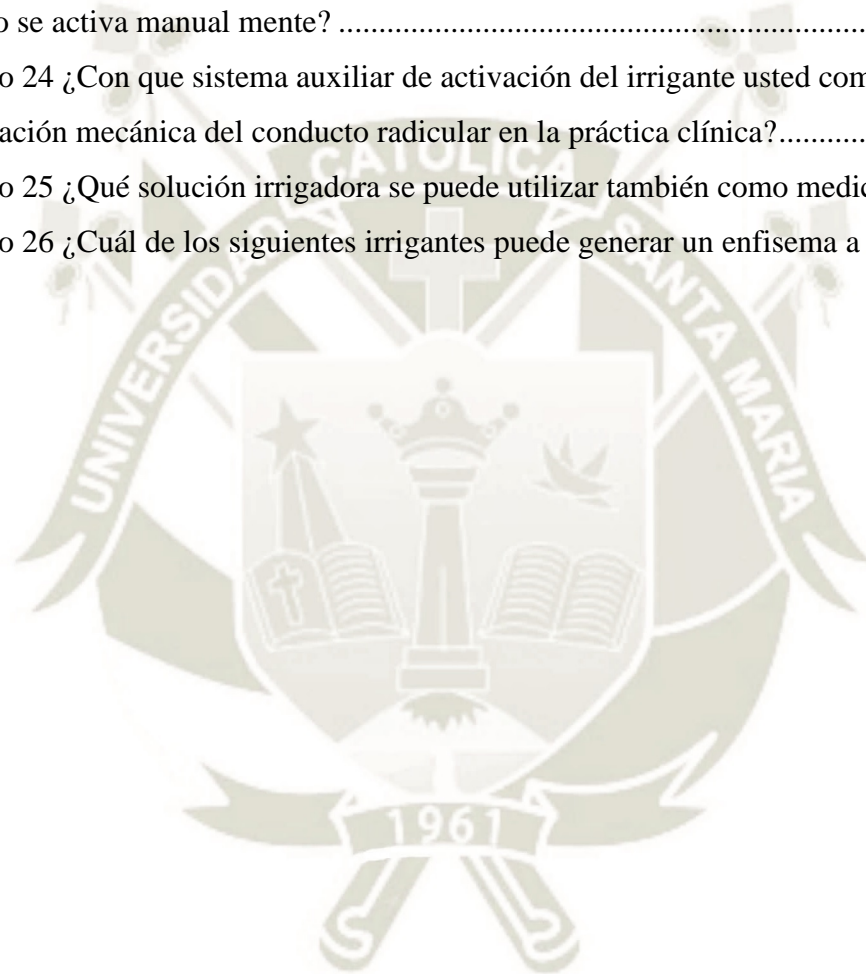 o se activa manual mente? ......................................................................................
o 24 ¿Con que sistema auxiliar de activación del irrigante usted com
ación mecánica del conducto radicular en la práctica clínica?..............
o 25 ¿Qué solución irrigadora se puede utilizar también como medic
o 26 ¿Cuál de los siguientes irrigantes puede generar un enfisema a
UNIVERSIDAD CATOLICA SANTA MARIA
1961